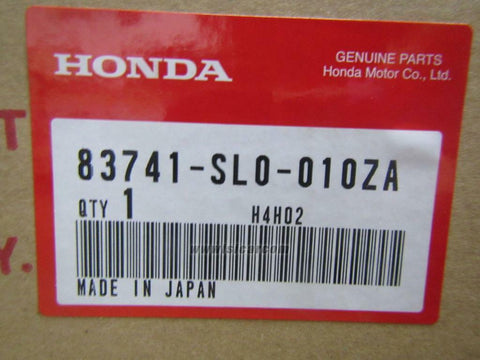 HONDA
GENUINE PARTS
Honda Motor Co., Ltd.
T
83741-SL0-010ZA
QTY 1 H4H02
Y.
MADE IN JAPAN